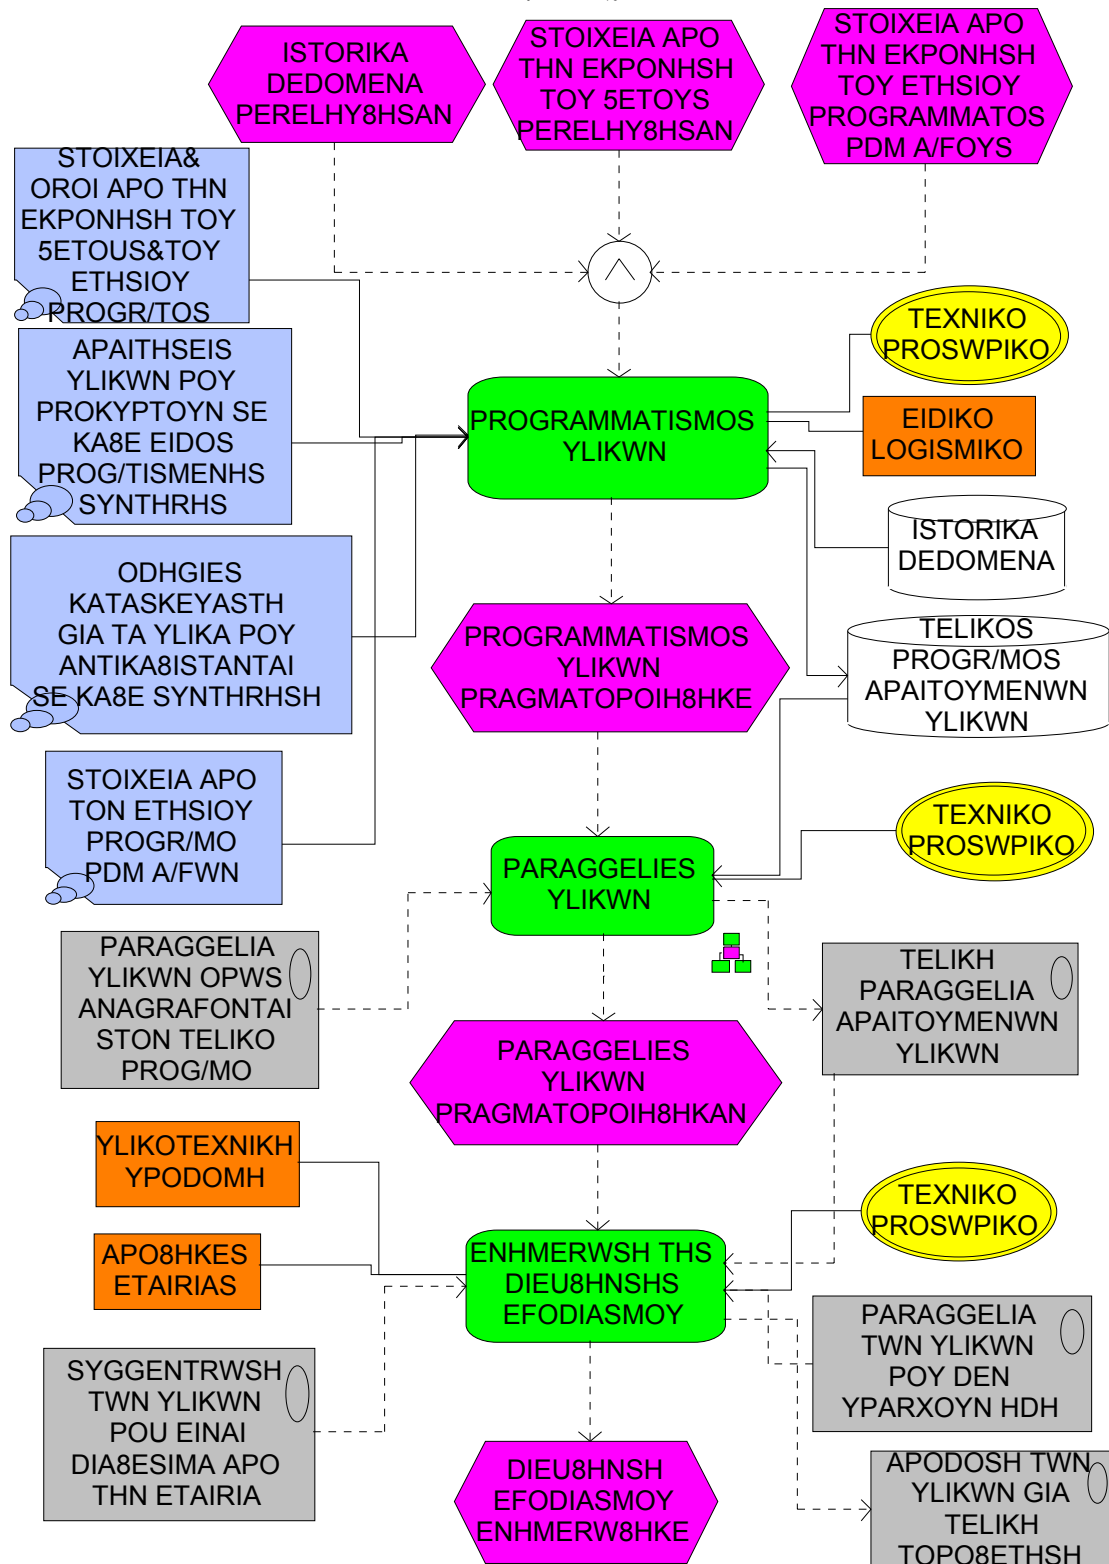 ISTORIKA
DEDOMENA
PERELHY8HSAN
STOIXEIA APO
THN EKPONHSH
TOY 5ETOYS
PERELHY8HSAN
STOIXEIA APO
THN EKPONHSH
TOY ETHSIOY
PROGRAMMATOS
PDM A/FOYS
STOIXEIA&
OROI APO THN
EKPONHSH TOY
5ETOUS&TOY
ETHSIOY
PROGR/TOS
TEXNIKO
PROSWPIKO
APAITHSEIS
YLIKWN POY
PROKYPTOYN SE
KA8E EIDOS
PROG/TISMENHS
SYNTHRHS
PROGRAMMATISMOS
YLIKWN
EIDIKO
LOGISMIKO
ISTORIKA
DEDOMENA
ODHGIES
KATASKEYASTH
GIA TA YLIKA POY
ANTIKA8ISTANTAI
SE KA8E SYNTHRHSH
PROGRAMMATISMOS
YLIKWN
PRAGMATOPOIH8HKE
TELIKOS
PROGR/MOS
APAITOYMENWN
YLIKWN
STOIXEIA APO
TON ETHSIOY
PROGR/MO
PDM A/FWN
TEXNIKO
PROSWPIKO
PARAGGELIES
YLIKWN
PARAGGELIA
YLIKWN OPWS
ANAGRAFONTAI
STON TELIKO
PROG/MO
TELIKH
PARAGGELIA
APAITOYMENWN
YLIKWN
PARAGGELIES
YLIKWN
PRAGMATOPOIH8HKAN
YLIKOTEXNIKH
YPODOMH
TEXNIKO
PROSWPIKO
APO8HKES
ETAIRIAS
ENHMERWSH THS
DIEU8HNSHS
EFODIASMOY
PARAGGELIA
TWN YLIKWN
POY DEN
YPARXOYN HDH
SYGGENTRWSH
TWN YLIKWN
POU EINAI
DIA8ESIMA APO
THN ETAIRIA
DIEU8HNSH
EFODIASMOY
ENHMERW8HKE
APODOSH TWN
YLIKWN GIA
TELIKH
TOPO8ETHSH